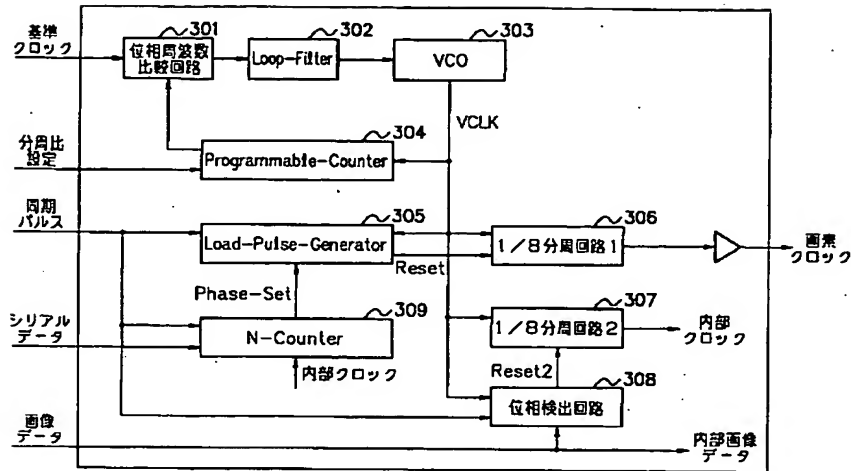 基準
クロック
301
位相周波数
比較回路
302
Loop-Filter
303
VCO
VCLK
分周比
設定
304
Programmable-Counter
同期
パルス
305
Load-Pulse-Generator
Reset
306
1/8分周回路1
画素
クロック
Phase-Set
シリアル
データ
309
N-Counter
内部クロック
307
1/8分周回路2
内部
クロック
Reset2
308
位相検出回路
画像
データ
内部画像
データ